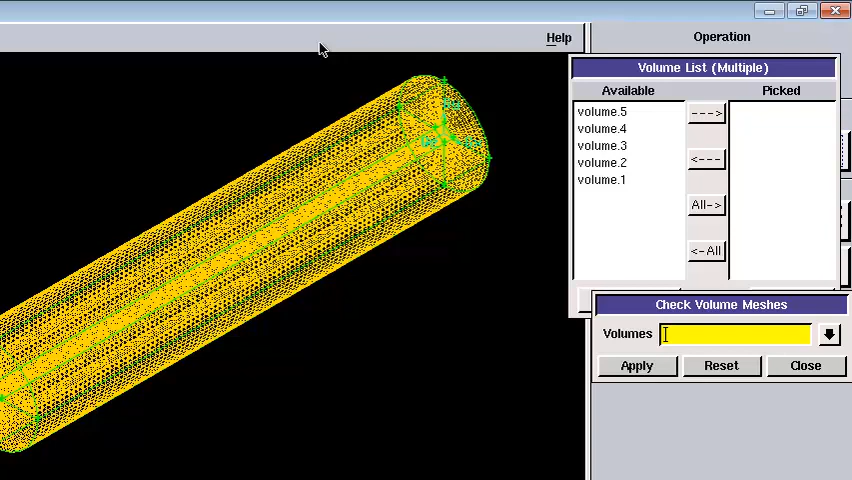 Help
Operation
Volume List (Multiple)
Available
Picked
volume.5
volume.4
volume.3
volume.2
volume.1
--->
<---
All->
<-All
Check Volume Meshes
Volumes
Apply
Reset
Close